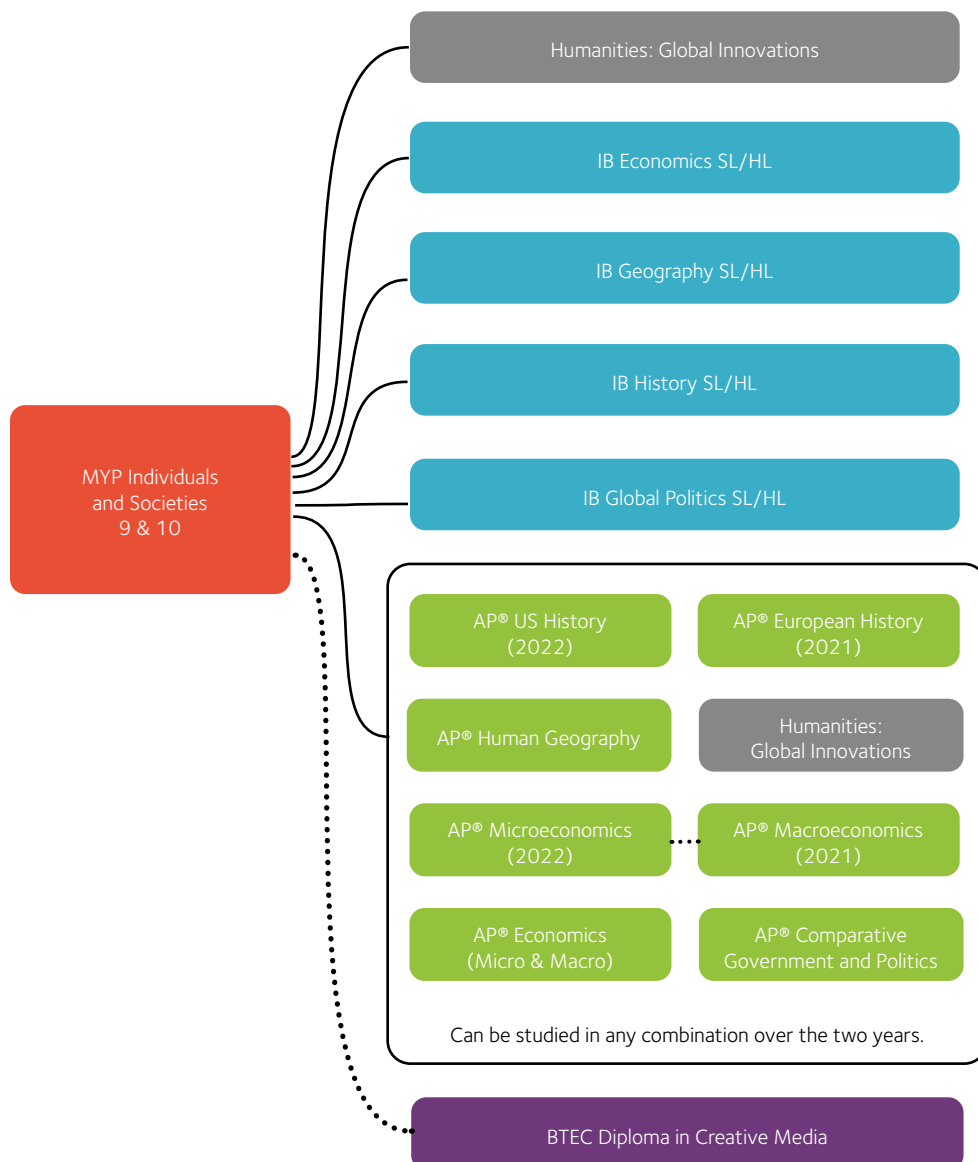 Humanities: Global Innovations
IB Economics SL/HL
IB Geography SL/HL
IB History SL/HL
MYP Individuals
and Societies
9 & 10
IB Global Politics SL/HL
AP® US History
(2022)
AP® European History
(2021)
AP® Human Geography
Humanities:
Global Innovations
AP® Microeconomics
(2022)
AP® Macroeconomics
(2021)
AP® Economics
(Micro & Macro)
AP® Comparative
Government and Politics
Can be studied in any combination over the two years.
BTEC Diploma in Creative Media